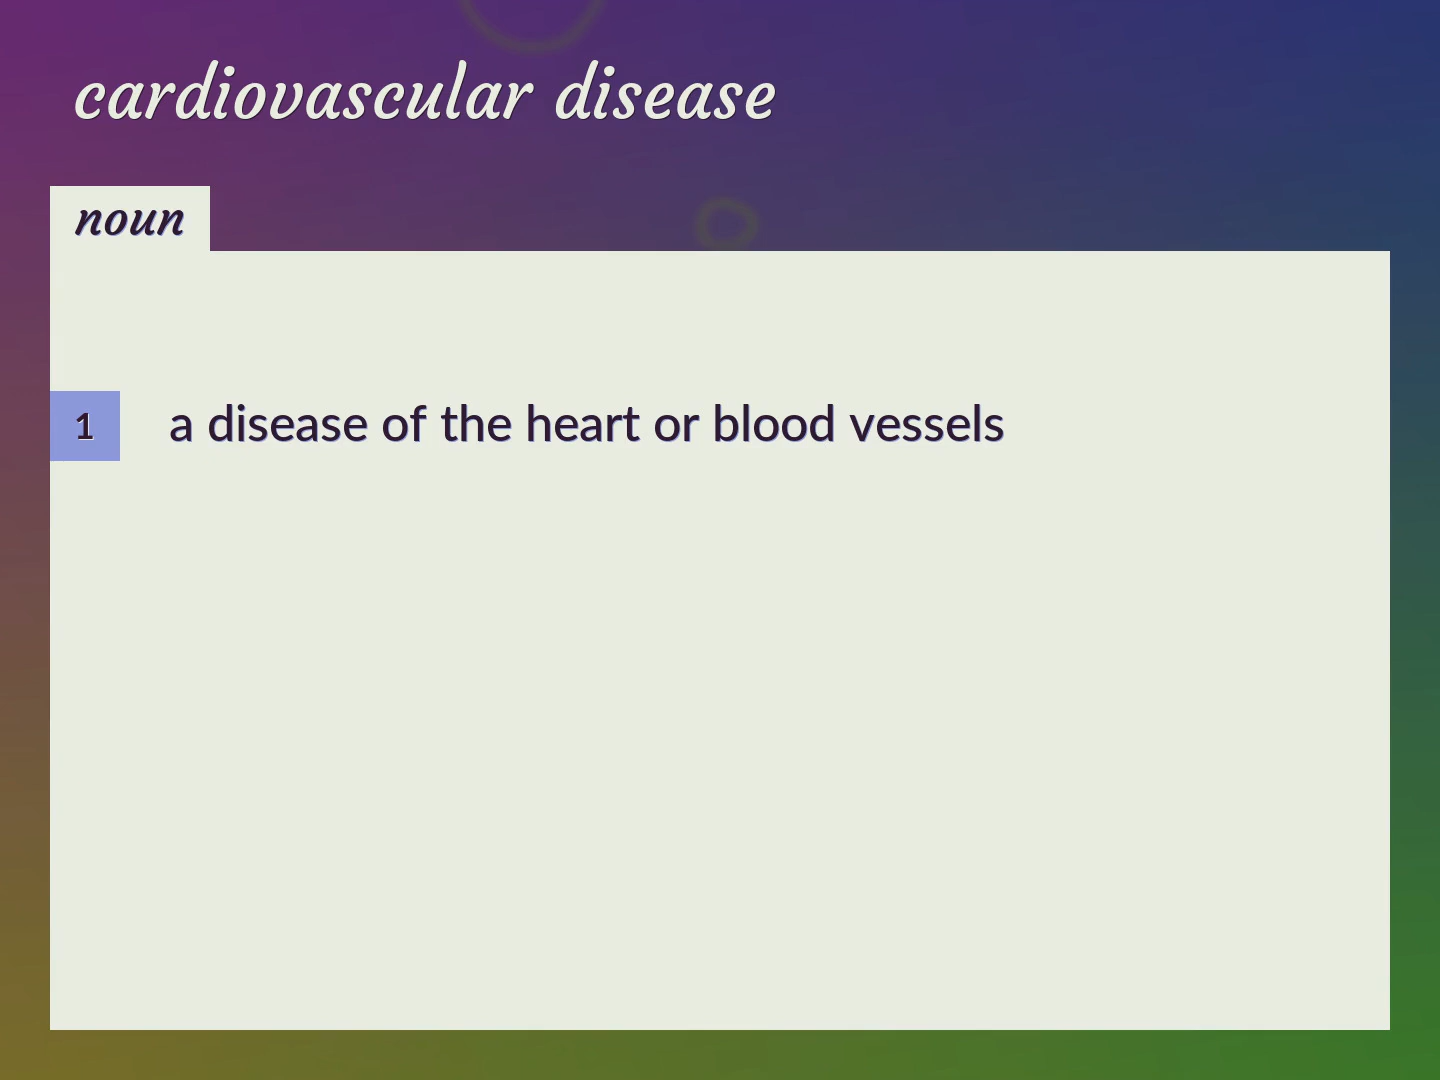 cardiovascular disease
noun
1 a disease of the heart or blood vessels